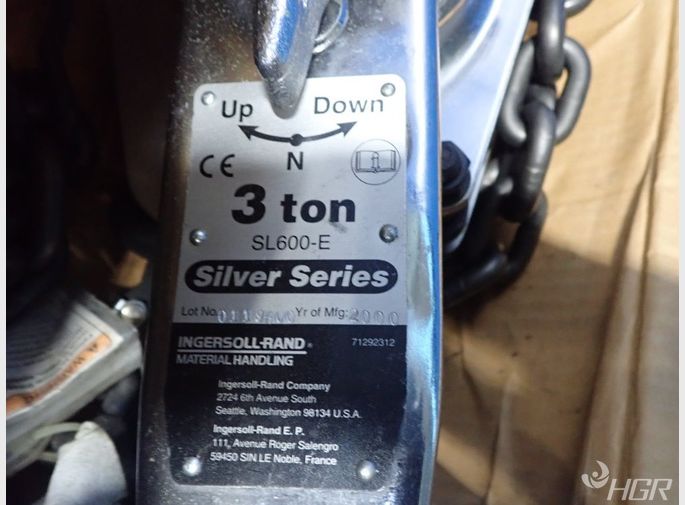 Up Down
N
CE
3 ton
SL600-E
Silver Series
Lot No. Yr of Mfg: 2000
INGERSOLL-RAND® 71292312
MATERIAL HANDLING
Ingersoll-Rand Company
2724 6th Avenue South
Seattle, Washington 98134 U.S.A.
Ingersoll-Rand E. P.
111, Avenue Roger Salengro
59450 SIN LE Noble, France
HGR